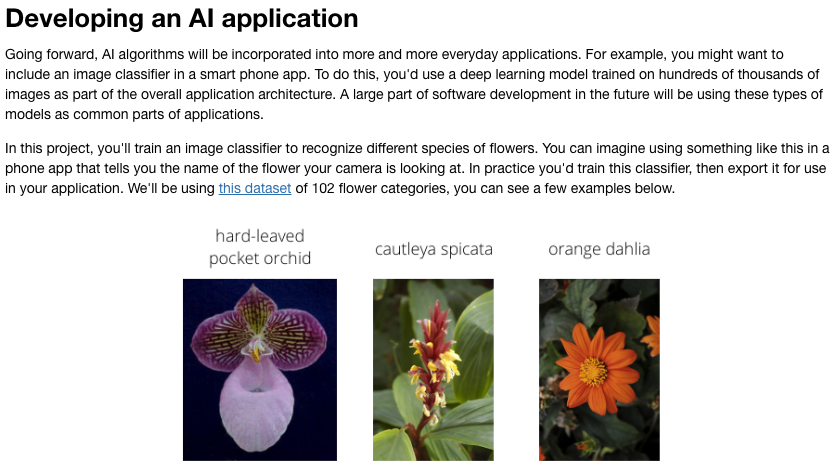 Developing an AI application
Going forward, AI algorithms will be incorporated into more and more everyday applications. For example, you might want to
include an image classifier in a smart phone app. To do this, you'd use a deep learning model trained on hundreds of thousands of
images as part of the overall application architecture. A large part of software development in the future will be using these types of
models as common parts of applications.
In this project, you'll train an image classifier to recognize different species of flowers. You can imagine using something like this in a
phone app that tells you the name of the flower your camera is looking at. In practice you'd train this classifier, then export it for use
in your application. We'll be using this dataset of 102 flower categories, you can see a few examples below.
hard-leaved
pocket orchid
cautleya spicata
orange dahlia